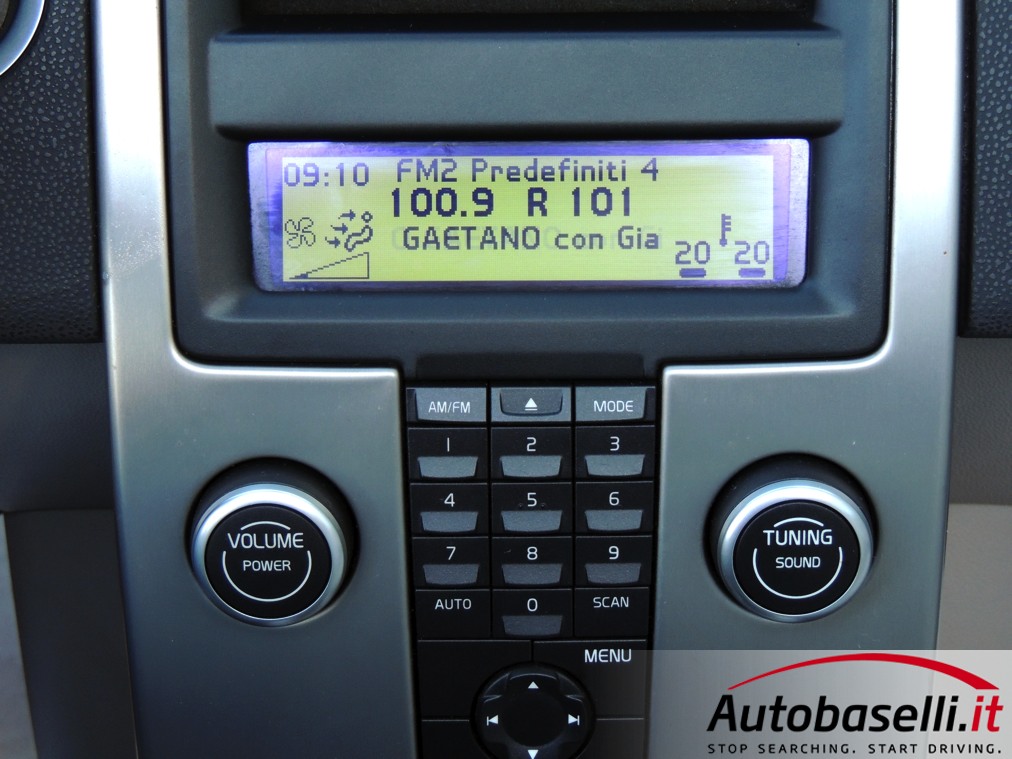 09:10 FM2 Predefiniti 4
100.9 R 101
GAETANO con Gia
20 20
AM/FM MODE
1 2 3
4 5 6
7 8 9
AUTO 0 SCAN
MENU
VOLUME
POWER
TUNING
SOUND
Autobaselli.it
STOP SEARCHING. START DRIVING.